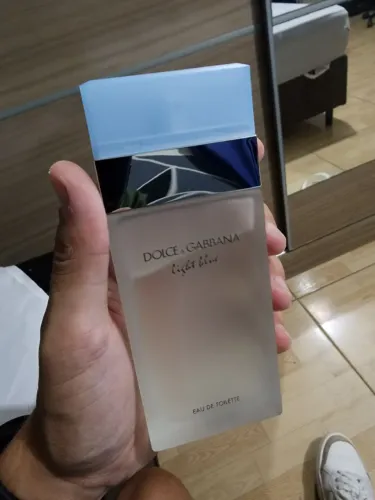 DOLCE & GABBANA
light blue
EAU DE TOILETTE